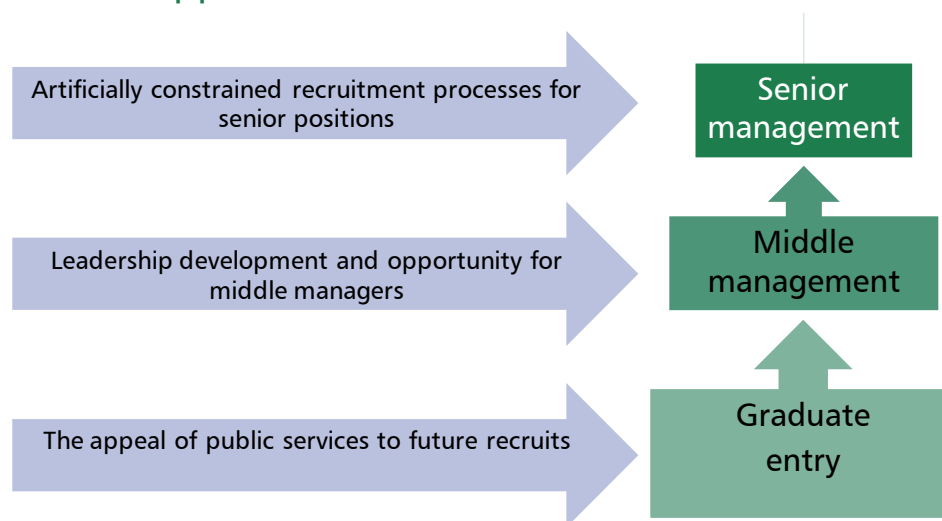 Artificially constrained recruitment processes for
senior positions
Senior
management
Leadership development and opportunity for
middle managers
Middle
management
The appeal of public services to future recruits
Graduate
entry